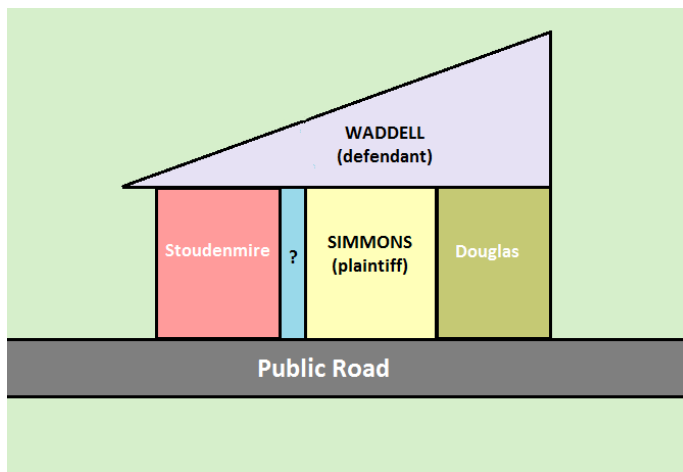 WADDELL
(defendant)
Stoudenmire
?
SIMMONS
(plaintiff)
Douglas
Public Road